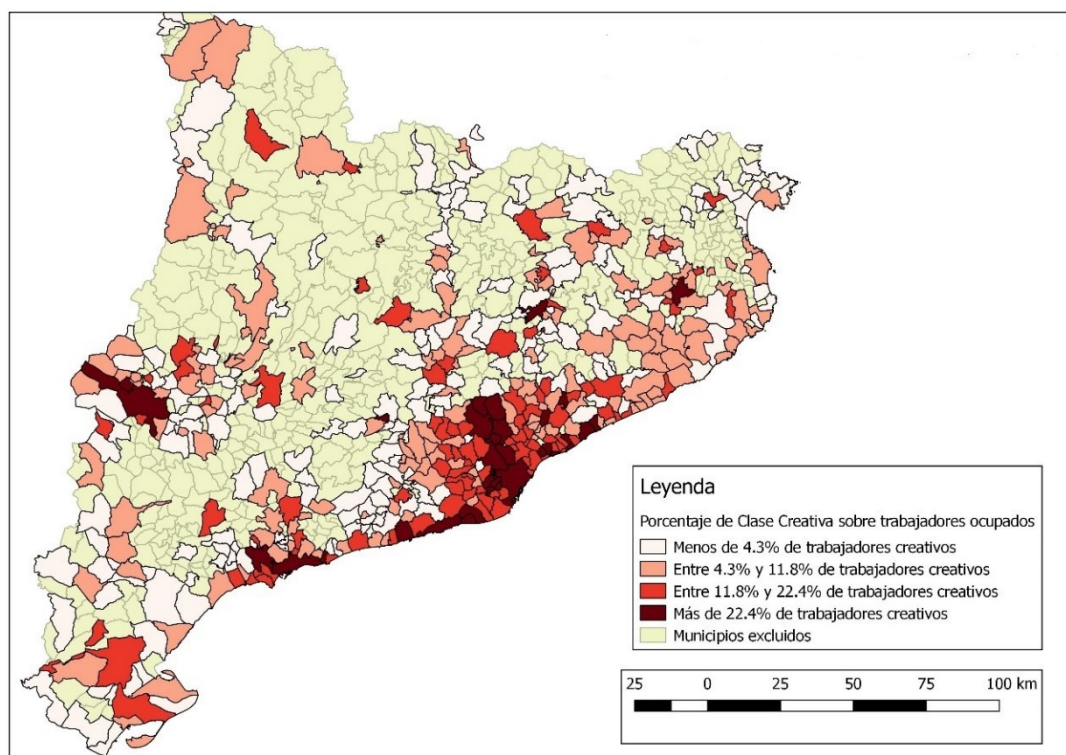 Leyenda
Porcentaje de Clase Creativa sobre trabajadores ocupados
Menos de 4.3% de trabajadores creativos
Entre 4.3% y 11.8% de trabajadores creativos
Entre 11.8% y 22.4% de trabajadores creativos
Más de 22.4% de trabajadores creativos
Municipios excluidos
25 0 25 50 75 100 km